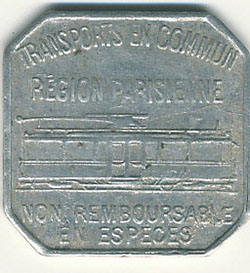 TRANSPORTS EN COMMUN
RÉGION PARISIENNE
NON REMBOURSABLE
EN ESPÈCES